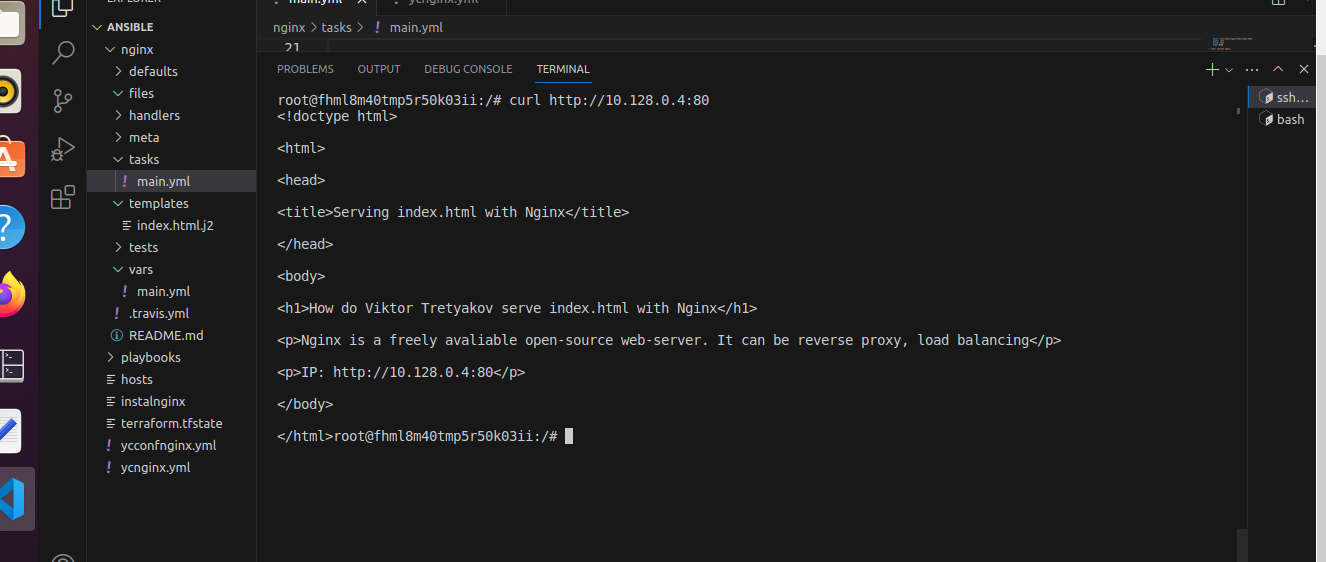 EXPLORER
main.yml
ycnginx.yml
ANSIBLE
nginx > tasks > ! main.yml
21
nginx
defaults
files
handlers
meta
tasks
! main.yml
templates
index.html.j2
tests
vars
! main.yml
! .travis.yml
README.md
playbooks
hosts
instalnginx
terraform.tfstate
! ycconfnginx.yml
! ycnginx.yml
PROBLEMS OUTPUT DEBUG CONSOLE TERMINAL
root@fhml8m40tmp5r50k03ii:/# curl http://10.128.0.4:80
<!doctype html>
<html>
<head>
<title>Serving index.html with Nginx</title>
</head>
<body>
<h1>How do Viktor Tretyakov serve index.html with Nginx</h1>
<p>Nginx is a freely avaliable open-source web-server. It can be reverse proxy, load balancing</p>
<p>IP: http://10.128.0.4:80</p>
</body>
</html>root@fhml8m40tmp5r50k03ii:/#
ssh...
bash